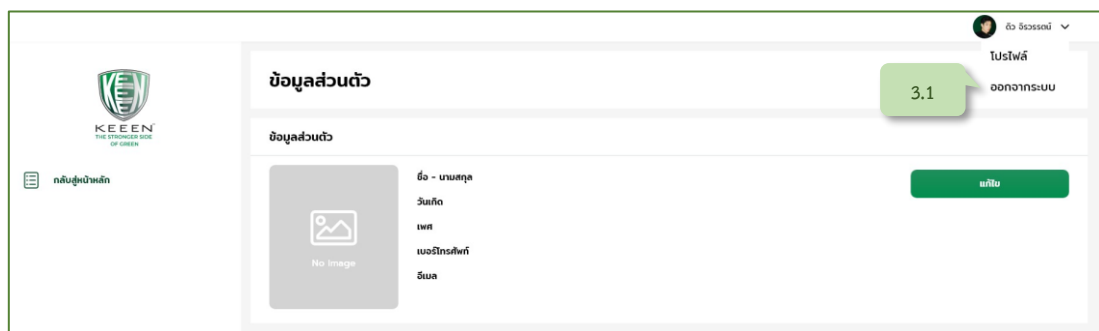 ดิว จิรวรรตน์
โปรไฟล์
ออกจากระบบ
3.1
KEEEN
THE STRONGER SIDE
OF GREEN
กลับสู่หน้าหลัก
ข้อมูลส่วนตัว
ข้อมูลส่วนตัว
No Image
ชื่อ - นามสกุล
วันเกิด
เพศ
เบอร์โทรศัพท์
อีเมล
แก้ไข